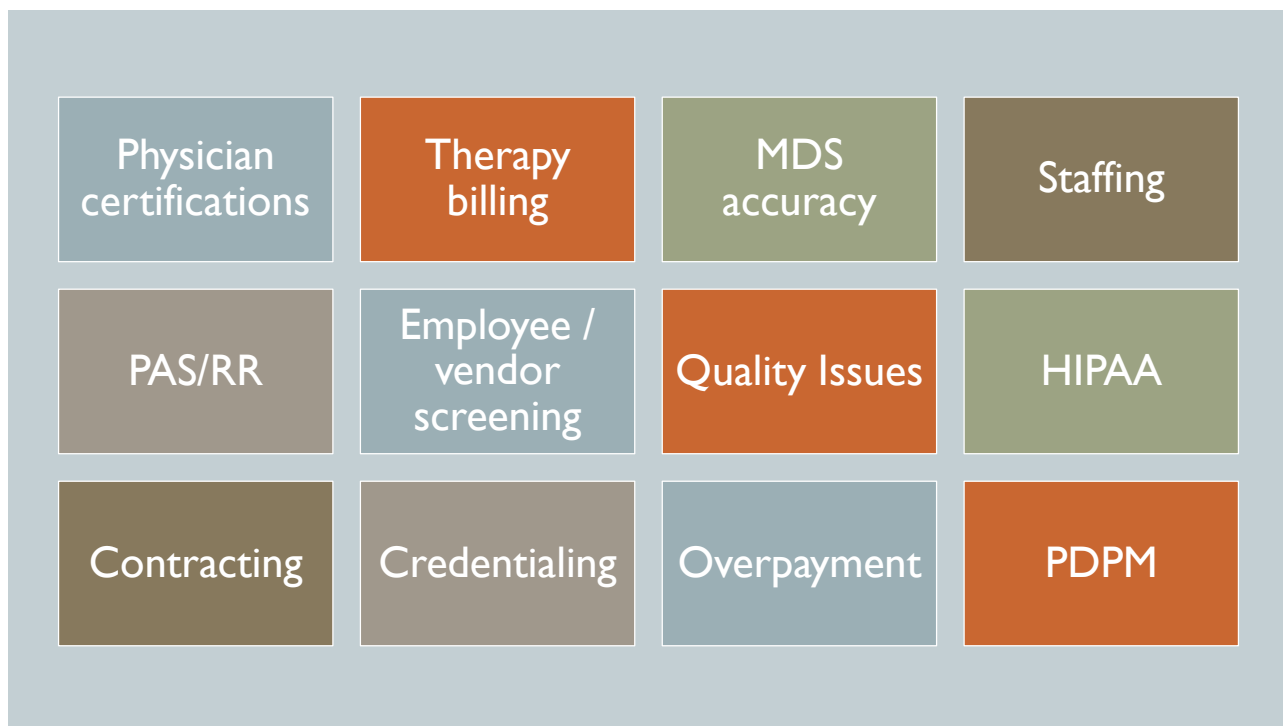 Physician
certifications
Therapy
billing
MDS
accuracy
Staffing
PAS/RR
Employee /
vendor
screening
Quality Issues
HIPAA
Contracting
Credentialing
Overpayment
PDPM